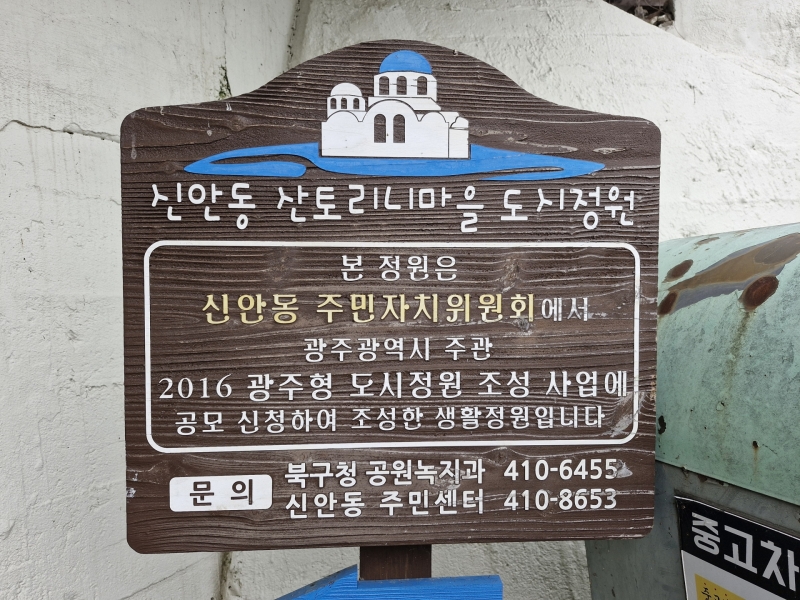 신안동 산토리니마을 도시정원
본 정원은
신안동 주민자치위원회에서
광주광역시 주관
2016 광주형 도시정원 조성 사업에
공모 신청하여 조성한 생활정원입니다
문의
북구청 공원녹지과 410-6455
신안동 주민센터 410-8653
중고차